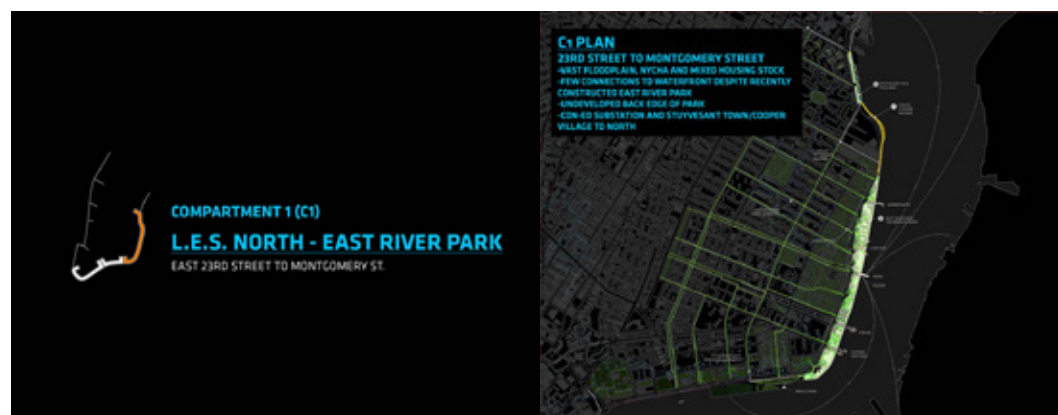 COMPARTMENT 1 (C1)
L.E.S. NORTH - EAST RIVER PARK
EAST 23RD STREET TO MONTGOMERY ST.
C1 PLAN
23RD STREET TO MONTGOMERY STREET
-VAST FLOODPLAIN, NYCHA AND MIXED HOUSING STOCK
-FEW CONNECTIONS TO WATERFRONT DESPITE RECENTLY
CONSTRUCTED EAST RIVER PARK
-UNDEVELOPED BACK EDGE OF PARK
-CON-ED SUBSTATION AND STUYVESANT TOWN/COOPER
VILLAGE TO NORTH